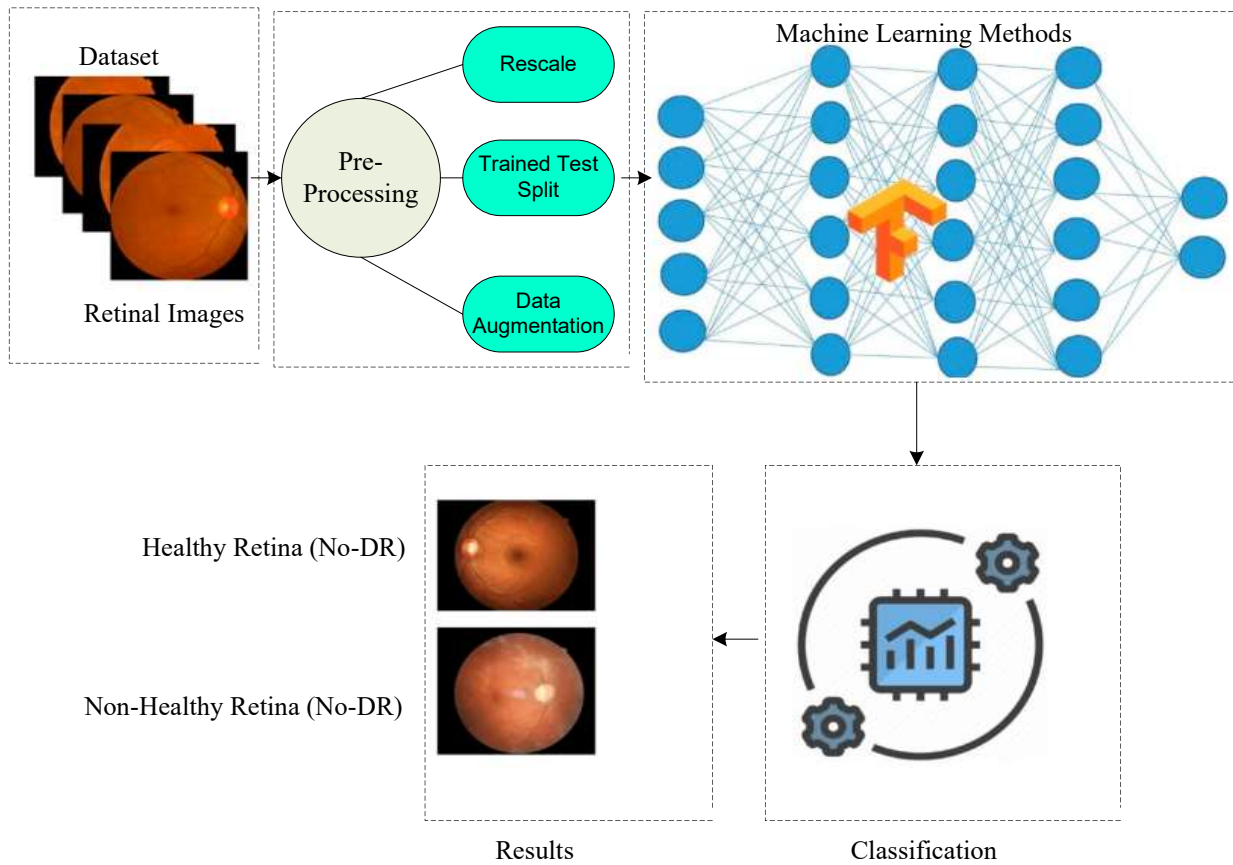 Dataset
Retinal Images
Pre-
Processing
Rescale
Trained Test
Split
Data
Augmentation
Machine Learning Methods
Healthy Retina (No-DR)
Non-Healthy Retina (No-DR)
Results
Classification